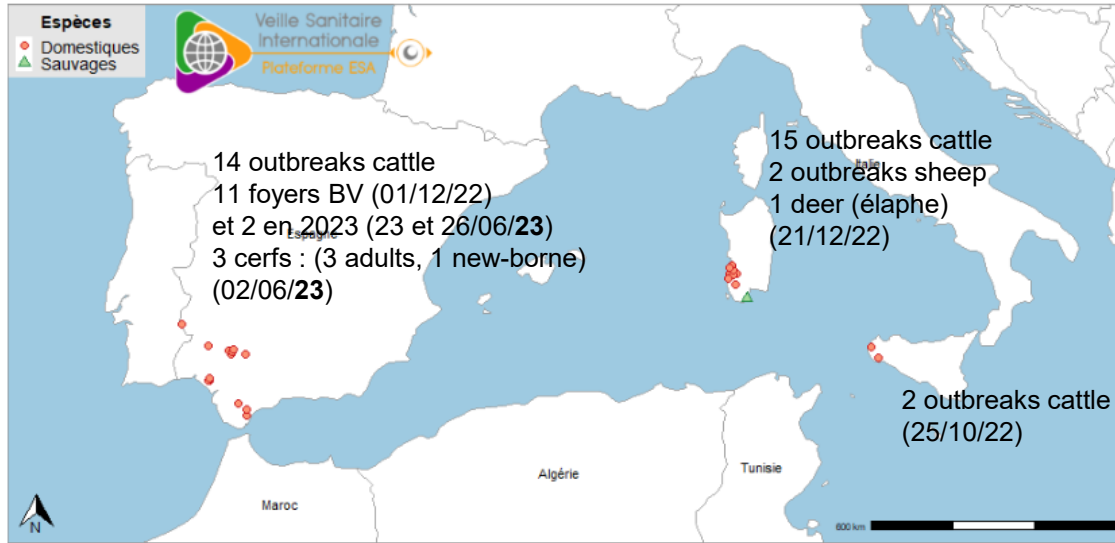 Espèces
Domestiques
Sauvages
Veille Sanitaire
Internationale
Plateforme ESA
14 outbreaks cattle
11 foyers BV (01/12/22)
et 2 en 2023 (23 et 26/06/23)
Espagne
3 cerfs : (3 adults, 1 new-borne)
(02/06/23)
15 outbreaks cattle
Italie
2 outbreaks sheep
1 deer (élaphe)
(21/12/22)
2 outbreaks cattle
(25/10/22)
Algérie
Tunisie
Maroc
N
600 km